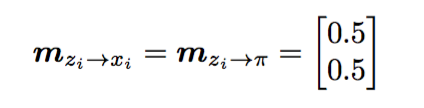 m_{z_i→x_i} = m_{z_i→π} = [0.5 0.5]